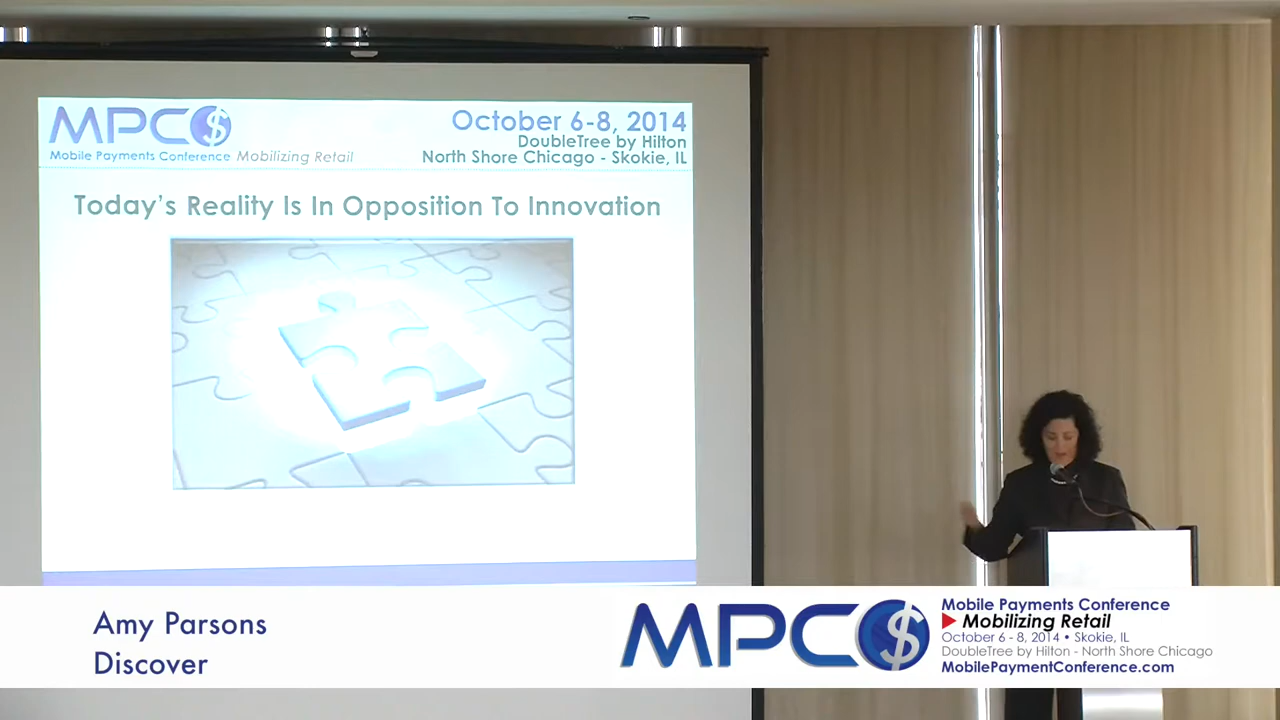 MPC$
Mobile Payments Conference Mobilizing Retail
October 6-8, 2014
DoubleTree by Hilton
North Shore Chicago - Skokie, IL
Today's Reality Is In Opposition To Innovation
Amy Parsons
Discover
MPC$
Mobile Payments Conference
Mobilizing Retail
October 6 - 8, 2014 • Skokie, IL
DoubleTree by Hilton - North Shore Chicago
MobilePaymentConference.com